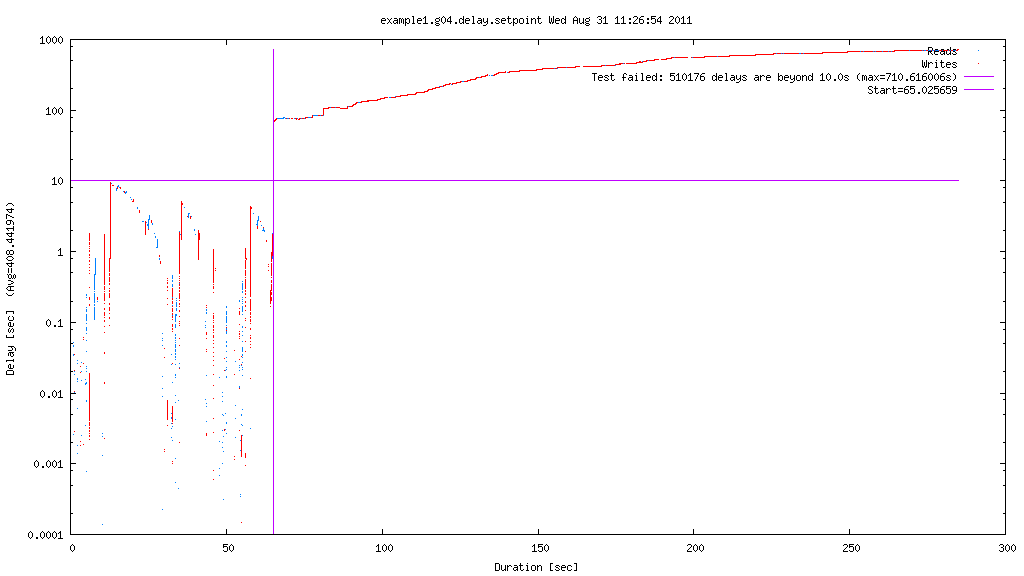 example1.g04.delay.setpoint Wed Aug 31 11:26:54 2011
1000
100
10
1
0.1
0.01
0.001
0.0001
Delay [sec] (Avg=408.441974)
Reads
Writes
Test failed: 510176 delays are beyond 10.0s (max=710.616006s)
Start=65.025659
0 50 100 150 200 250 300
Duration [sec]